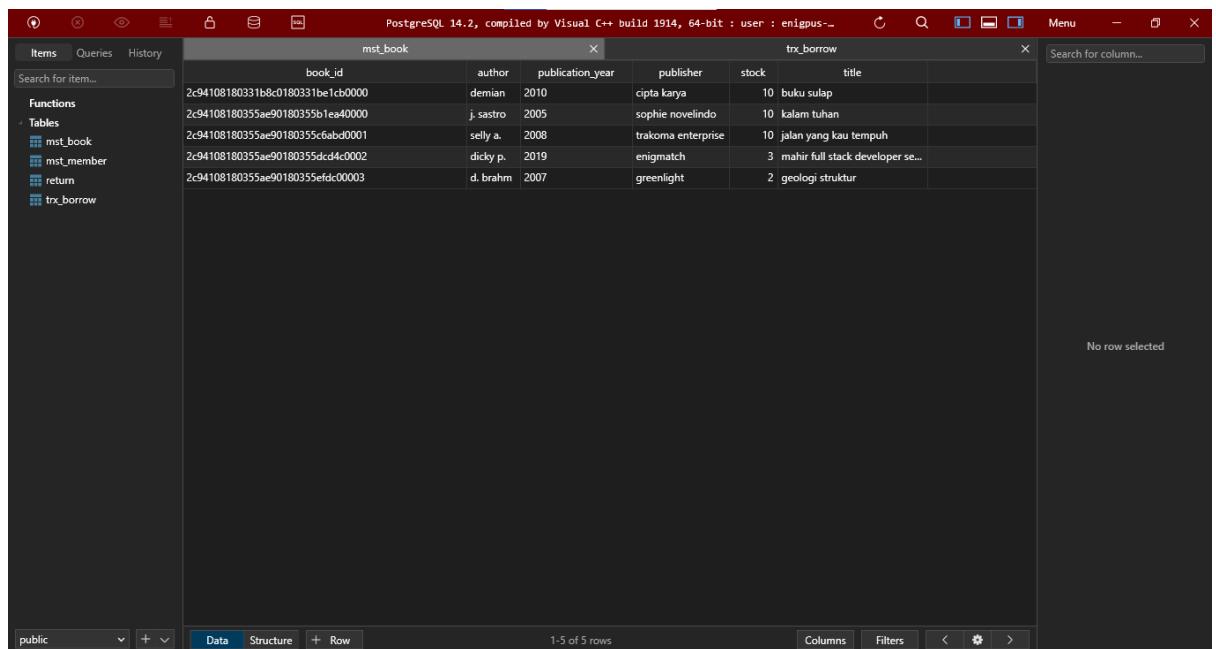 PostgreSQL 14.2, compiled by Visual C++ build 1914, 64-bit : user : enigpus-…
Menu
SQL
Items Queries History
Search for item...
Functions
Tables
mst_book
mst_member
return
trx_borrow
public
mst_book
trx_borrow
book_id author publication_year publisher stock title
2c94108180331b8c0180331be1cb0000 demian 2010 cipta karya 10 buku sulap
2c94108180355ae90180355b1ea40000 j. sastro 2005 sophie novelindo 10 kalam tuhan
2c94108180355ae90180355c6abd0001 selly a. 2008 trakoma enterprise 10 jalan yang kau tempuh
2c94108180355ae90180355dcd4c0002 dicky p. 2019 enigmatch 3 mahir full stack developer se...
2c94108180355ae90180355efdc00003 d. brahm 2007 greenlight 2 geologi struktur
Data Structure + Row
1-5 of 5 rows
Columns Filters
Search for column...
No row selected